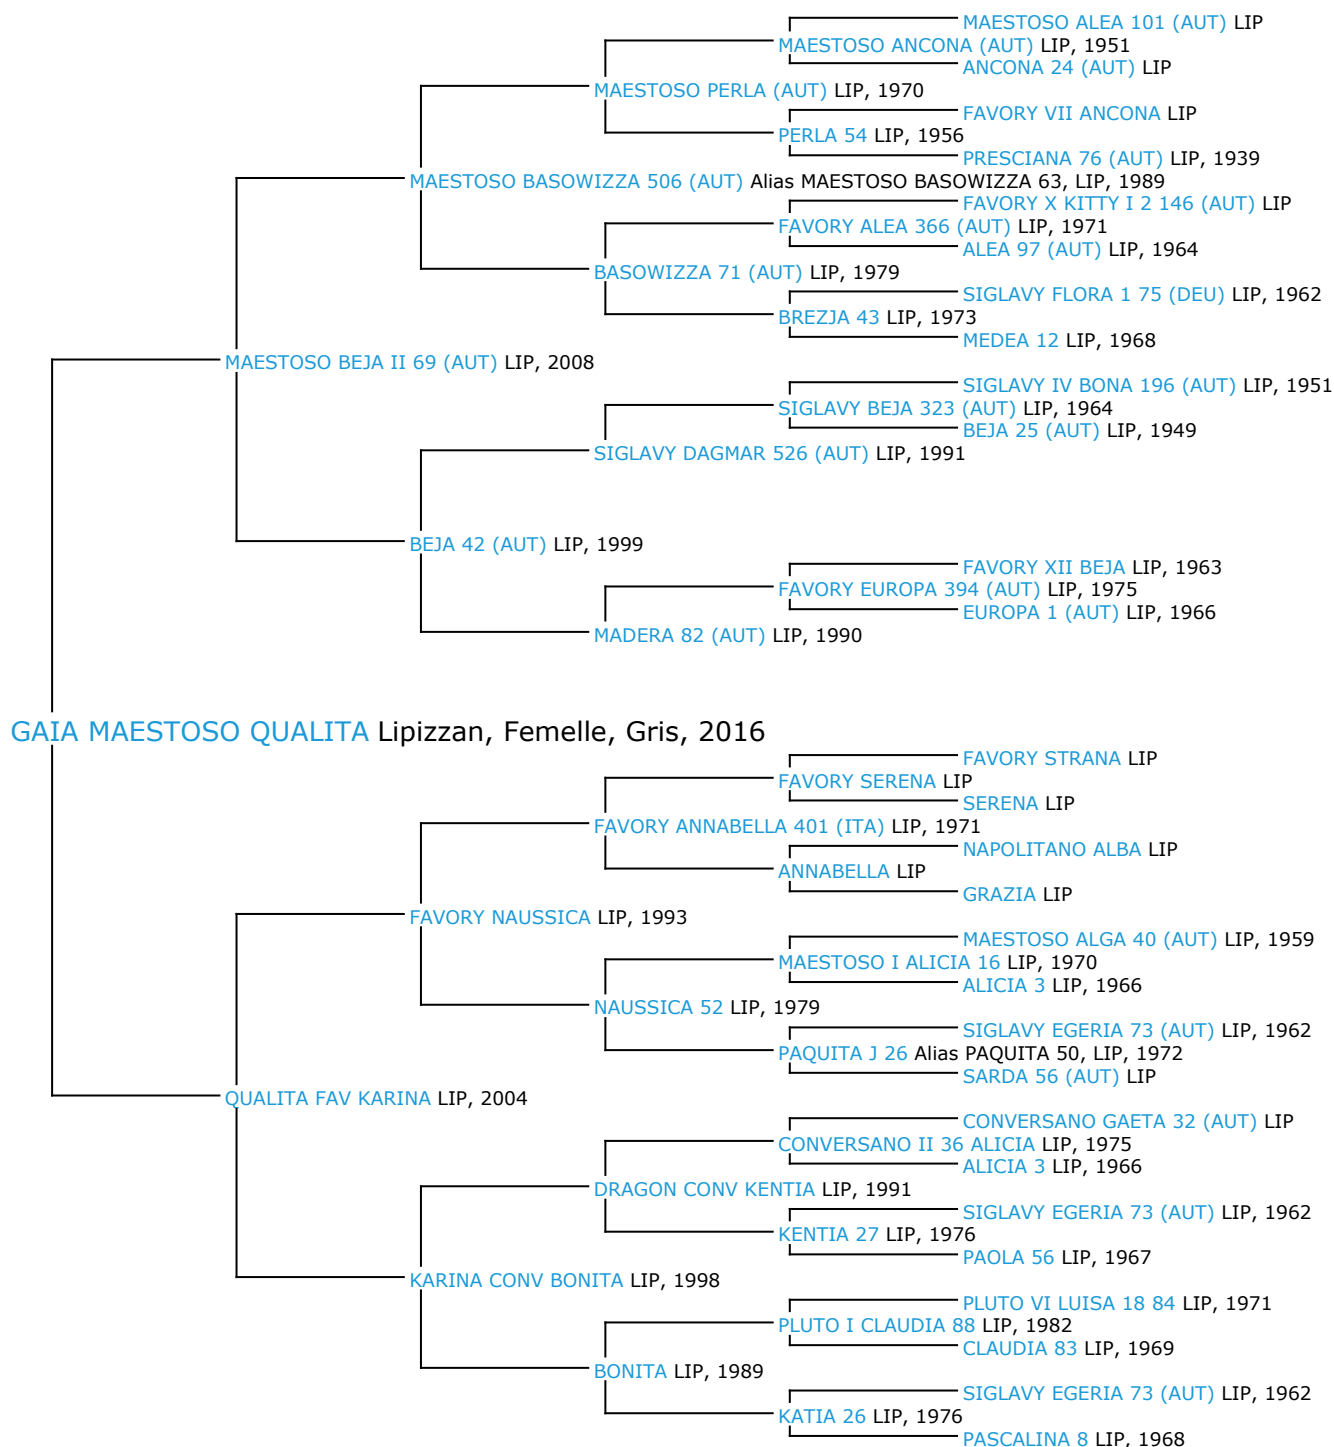 MAESTOSO ALEA 101 (AUT) LIP
MAESTOSO ANCONA (AUT) LIP, 1951
ANCONA 24 (AUT) LIP
MAESTOSO PERLA (AUT) LIP, 1970
FAVORY VII ANCONA LIP
PERLA 54 LIP, 1956
PRESCIANA 76 (AUT) LIP, 1939
MAESTOSO BASOWIZZA 506 (AUT) Alias MAESTOSO BASOWIZZA 63, LIP, 1989
FAVORY X KITTY I 2 146 (AUT) LIP
FAVORY ALEA 366 (AUT) LIP, 1971
ALEA 97 (AUT) LIP, 1964
BASOWIZZA 71 (AUT) LIP, 1979
SIGLAVY FLORA 1 75 (DEU) LIP, 1962
BREZJA 43 LIP, 1973
MEDEA 12 LIP, 1968
MAESTOSO BEJA II 69 (AUT) LIP, 2008
SIGLAVY IV BONA 196 (AUT) LIP, 1951
SIGLAVY BEJA 323 (AUT) LIP, 1964
BEJA 25 (AUT) LIP, 1949
SIGLAVY DAGMAR 526 (AUT) LIP, 1991
BEJA 42 (AUT) LIP, 1999
FAVORY XII BEJA LIP, 1963
FAVORY EUROPA 394 (AUT) LIP, 1975
EUROPA 1 (AUT) LIP, 1966
MADERA 82 (AUT) LIP, 1990
GAIA MAESTOSO QUALITA Lipizzan, Femelle, Gris, 2016
FAVORY STRANA LIP
FAVORY SERENA LIP
SERENA LIP
FAVORY ANNABELLA 401 (ITA) LIP, 1971
NAPOLITANO ALBA LIP
ANNABELLA LIP
GRAZIA LIP
FAVORY NAUSSICA LIP, 1993
MAESTOSO ALGA 40 (AUT) LIP, 1959
MAESTOSO I ALICIA 16 LIP, 1970
ALICIA 3 LIP, 1966
NAUSSICA 52 LIP, 1979
SIGLAVY EGERIA 73 (AUT) LIP, 1962
PAQUITA J 26 Alias PAQUITA 50, LIP, 1972
SARDA 56 (AUT) LIP
QUALITA FAV KARINA LIP, 2004
CONVERSANO GAETA 32 (AUT) LIP
CONVERSANO II 36 ALICIA LIP, 1975
ALICIA 3 LIP, 1966
DRAGON CONV KENTIA LIP, 1991
SIGLAVY EGERIA 73 (AUT) LIP, 1962
KENTIA 27 LIP, 1976
PAOLA 56 LIP, 1967
KARINA CONV BONITA LIP, 1998
PLUTO VI LUISA 18 84 LIP, 1971
PLUTO I CLAUDIA 88 LIP, 1982
CLAUDIA 83 LIP, 1969
BONITA LIP, 1989
SIGLAVY EGERIA 73 (AUT) LIP, 1962
KATIA 26 LIP, 1976
PASCALINA 8 LIP, 1968